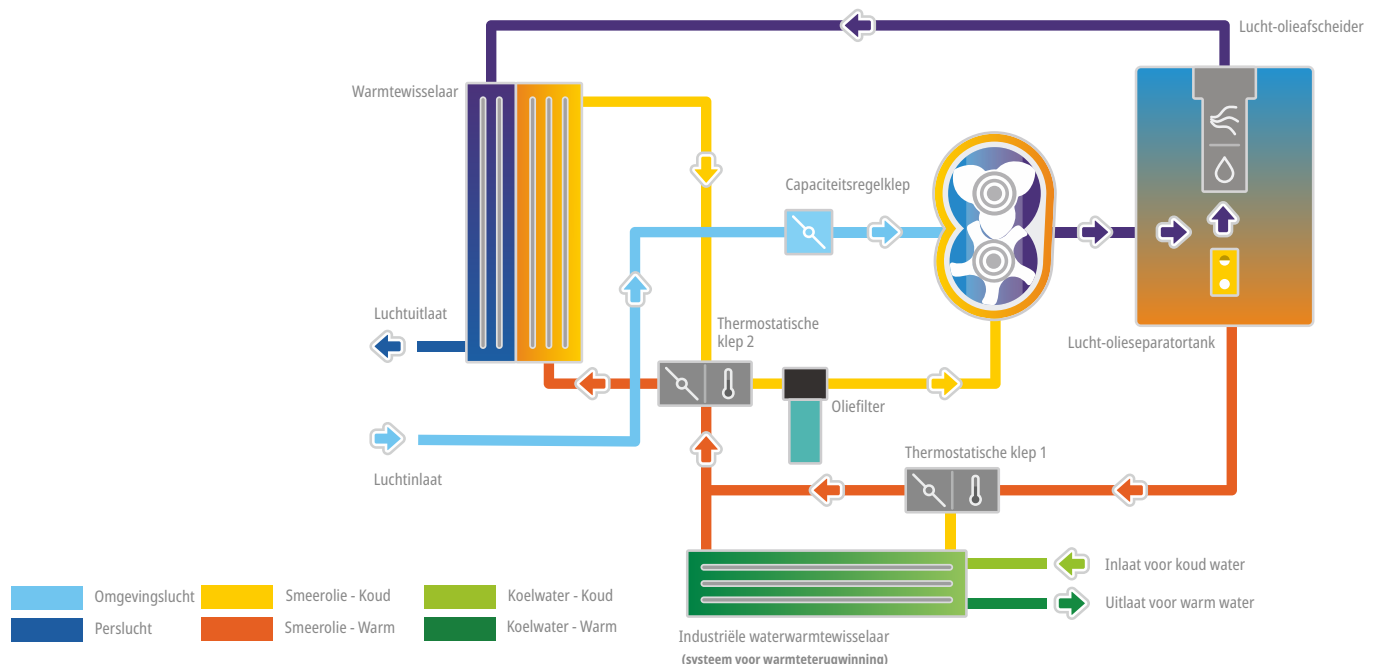 Lucht-olieafscheider
Warmtewisselaar
Capaciteitsregelklep
Luchtuitlaat
Thermostatische
klep 2
Lucht-olieseparatortank
Oliefilter
Thermostatische klep 1
Luchtinlaat
Inlaat voor koud water
Omgevingslucht
Smeerolie - Koud
Koelwater - Koud
Uitlaat voor warm water
Perslucht
Smeerolie - Warm
Koelwater - Warm
Industriële waterwarmtewisselaar
(systeem voor warmteterugwinning)